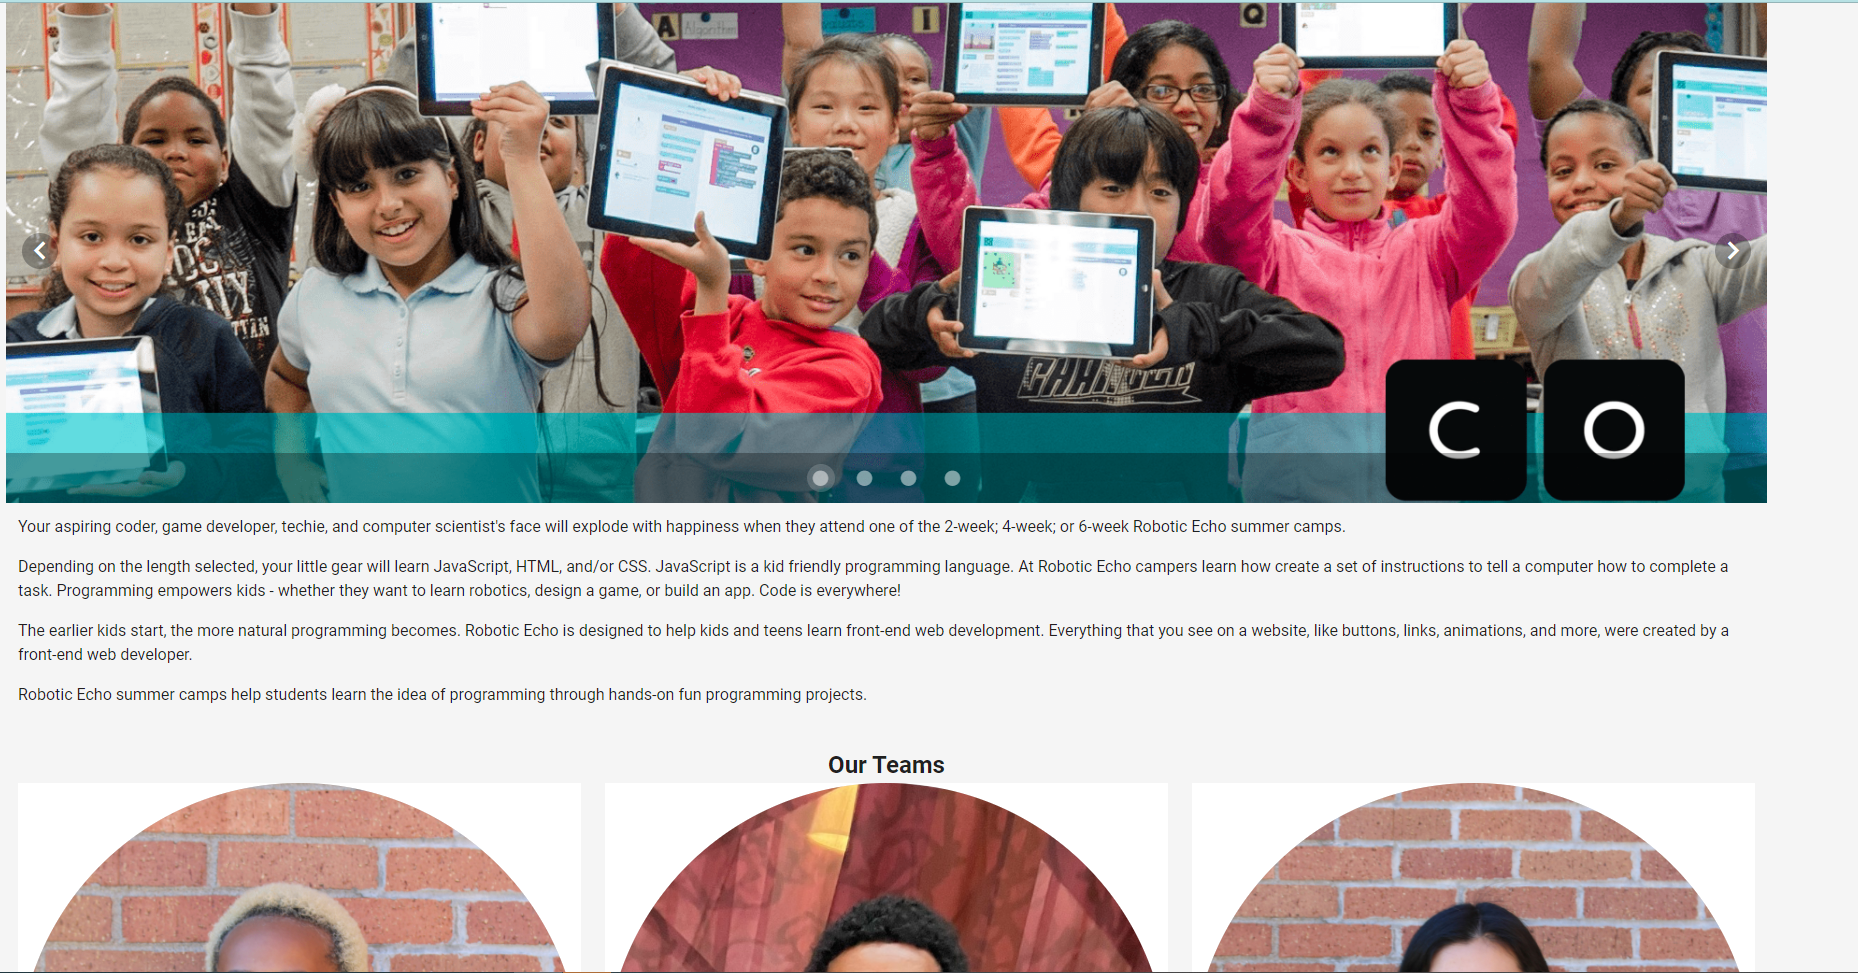 A Algorithm
I
Q
C O
Your aspiring coder, game developer, techie, and computer scientist's face will explode with happiness when they attend one of the 2-week; 4-week; or 6-week Robotic Echo summer camps.
Depending on the length selected, your little gear will learn JavaScript, HTML, and/or CSS. JavaScript is a kid friendly programming language. At Robotic Echo campers learn how create a set of instructions to tell a computer how to complete a
task. Programming empowers kids - whether they want to learn robotics, design a game, or build an app. Code is everywhere!
The earlier kids start, the more natural programming becomes. Robotic Echo is designed to help kids and teens learn front-end web development. Everything that you see on a website, like buttons, links, animations, and more, were created by a
front-end web developer.
Robotic Echo summer camps help students learn the idea of programming through hands-on fun programming projects.
Our Teams